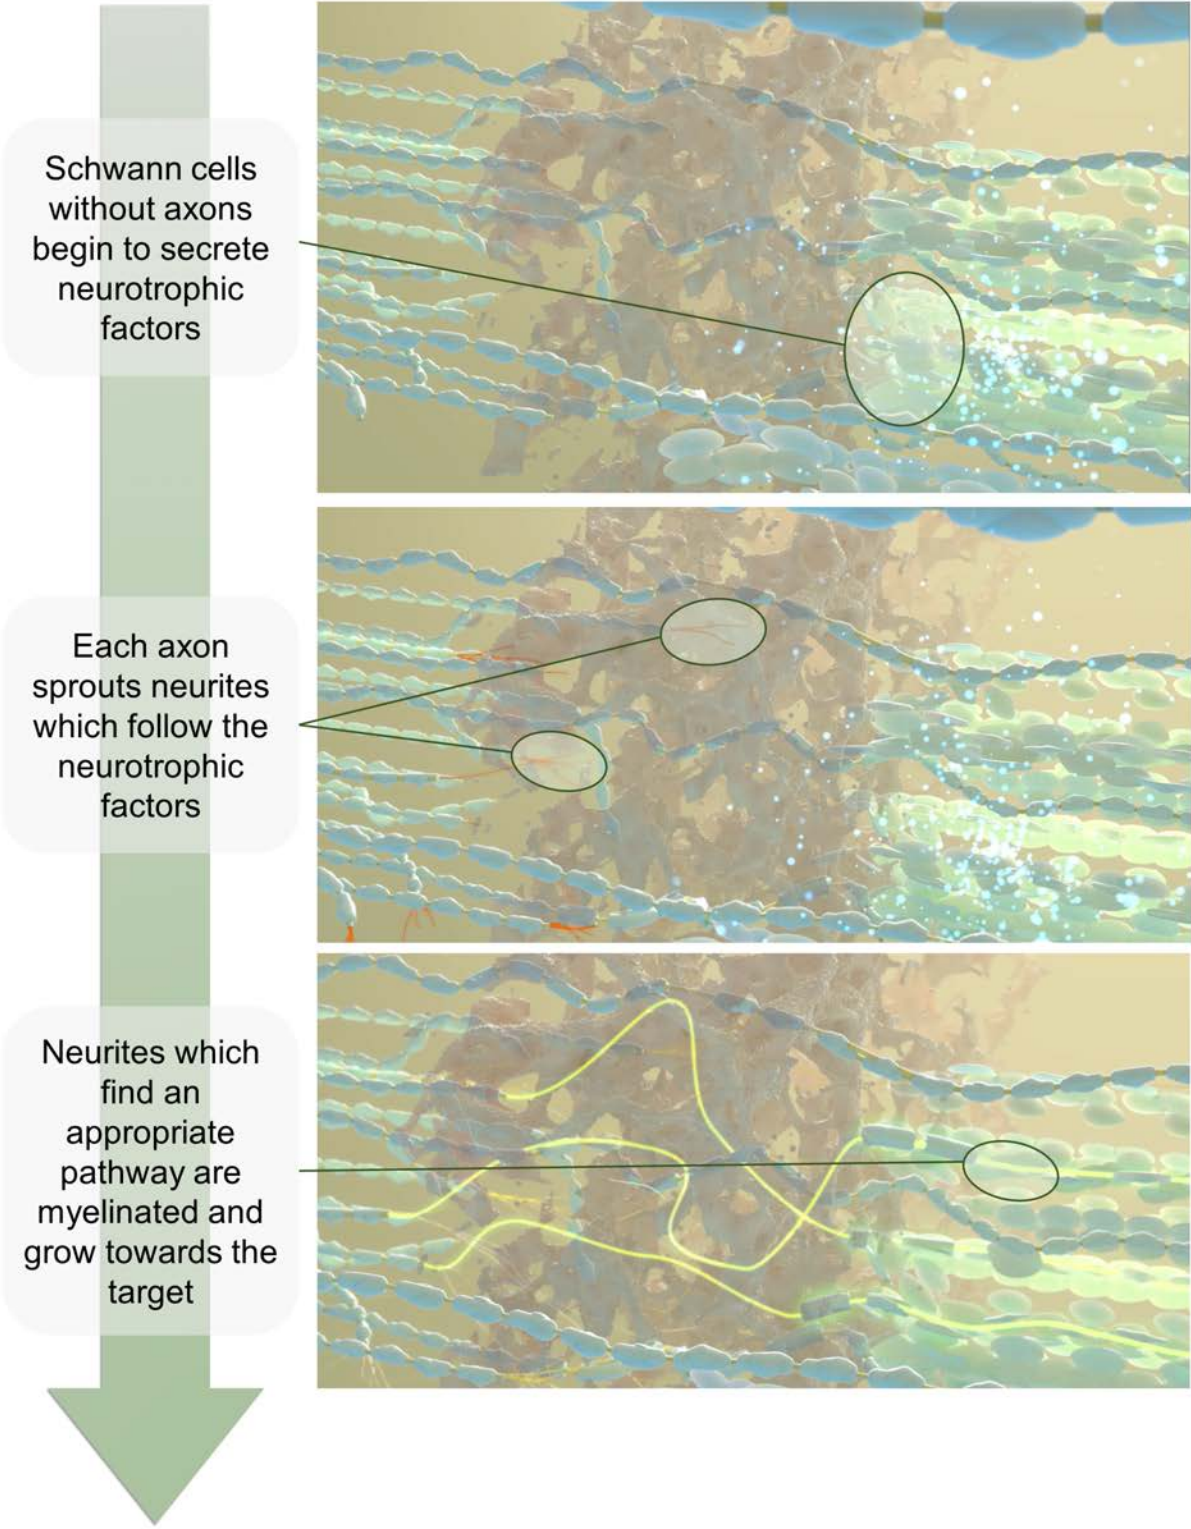 Schwann cells
without axons
begin to secrete
neurotrophic
factors
Each axon
sprouts neurites
which follow the
neurotrophic
factors
Neurites which
find an
appropriate
pathway are
myelinated and
grow towards the
target